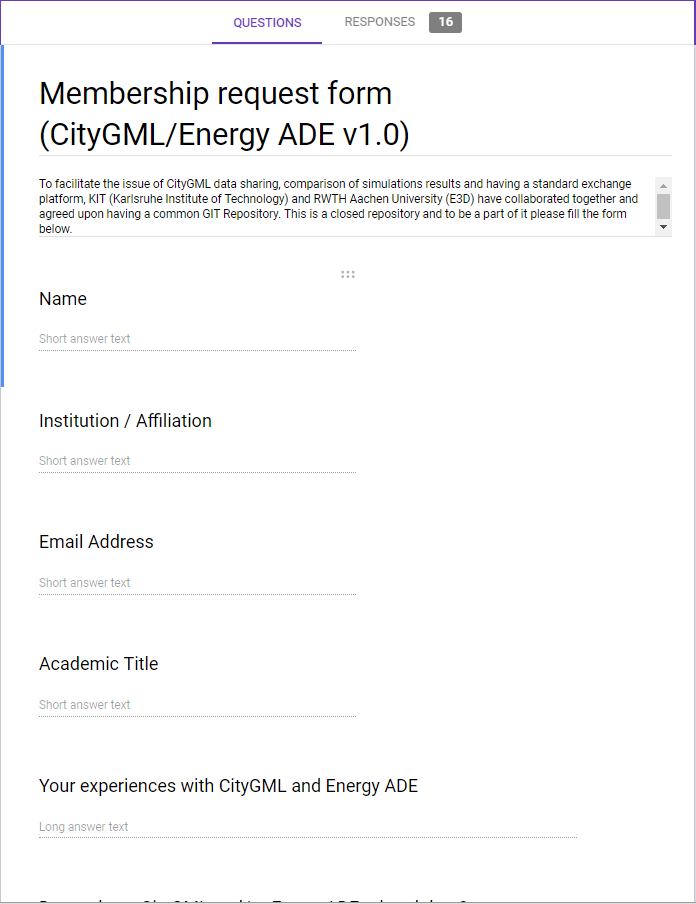 QUESTIONS
RESPONSES 16
Membership request form
(CityGML/Energy ADE v1.0)
To facilitate the issue of CityGML data sharing, comparison of simulations results and having a standard exchange
platform, KIT (Karlsruhe Institute of Technology) and RWTH Aachen University (E3D) have collaborated together and
agreed upon having a common GIT Repository. This is a closed repository and to be a part of it please fill the form
below.
Name
Short answer text
Institution / Affiliation
Short answer text
Email Address
Short answer text
Academic Title
Short answer text
Your experiences with CityGML and Energy ADE
Long answer text